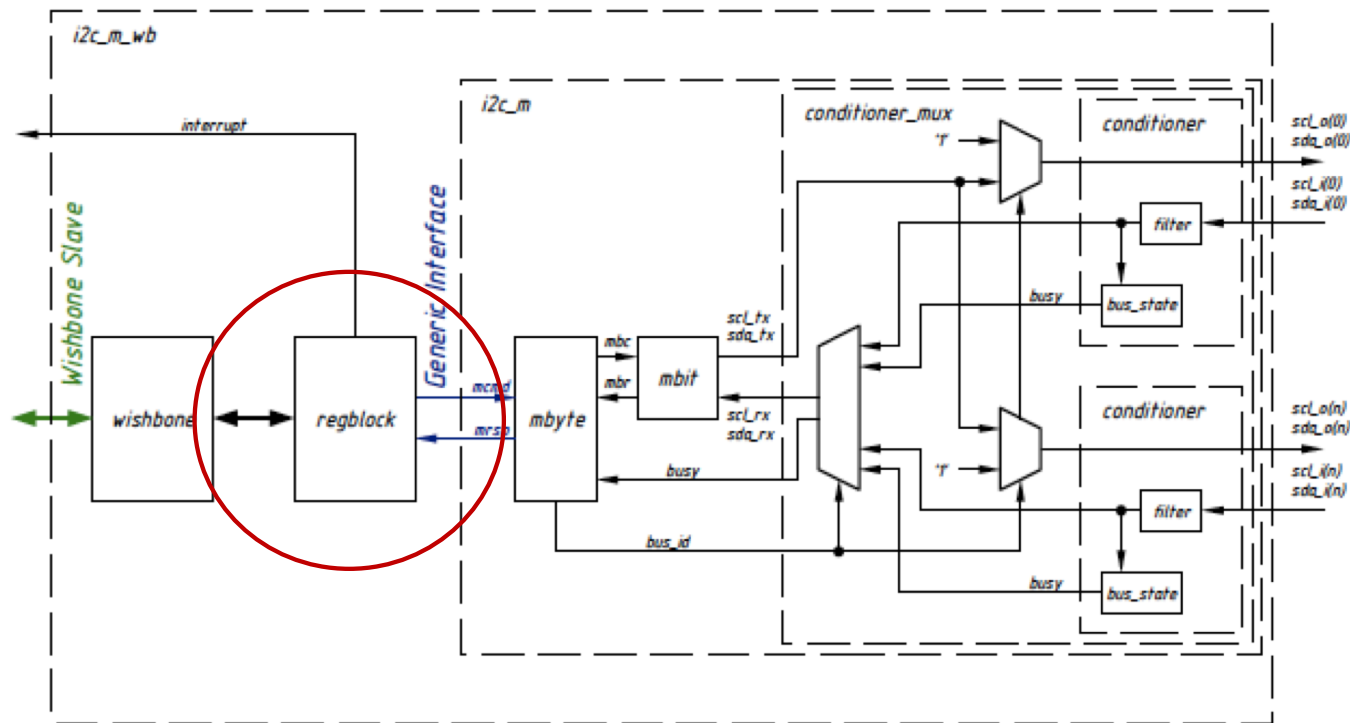 i2c_m_wb
i2c_m
conditioner_mux
conditioner
scl_o(0)
sda_o(0)
interrupt
'1'
scl_i(0)
sda_i(0)
filter
Wishbone Slave
Generic Interface
busy
bus_state
scl_tx
sda_tx
mbc
wishbone
regblock
mcmd
mbyte
mbr
mbit
conditioner
scl_o(n)
sda_o(n)
mrsp
scl_rx
sda_rx
busy
'1'
scl_i(n)
sda_i(n)
filter
bus_id
busy
bus_state